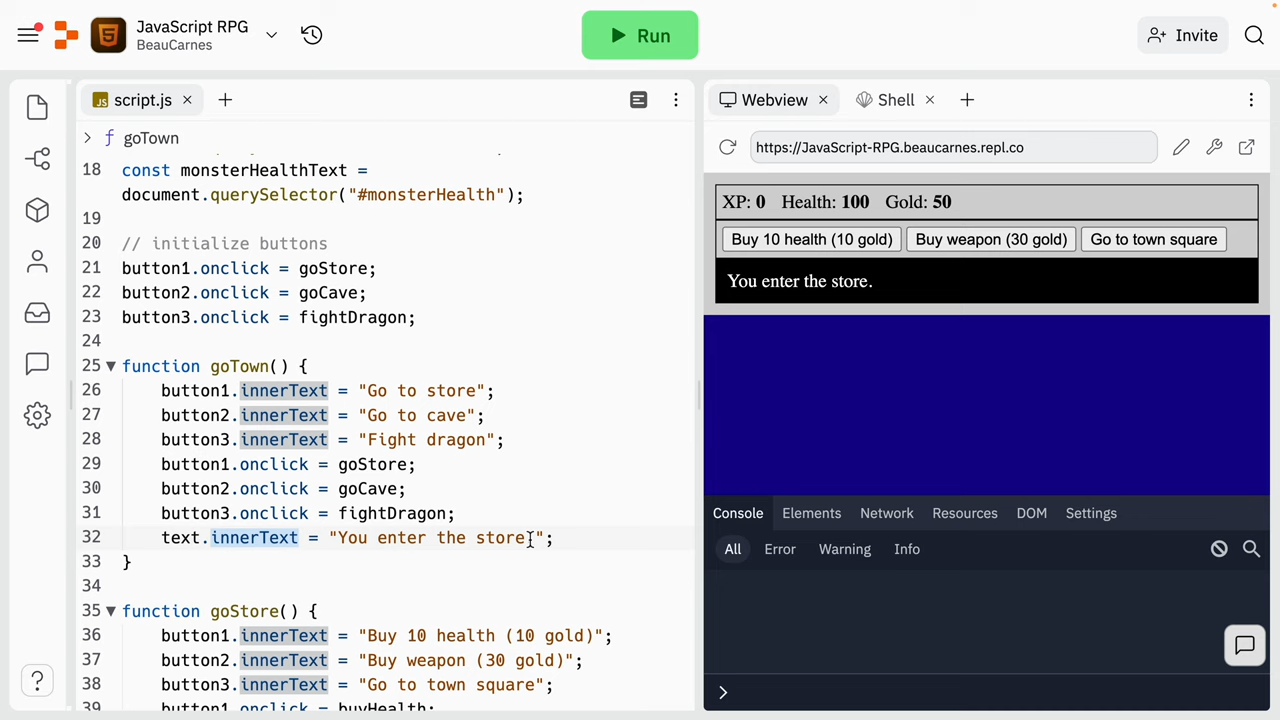 JavaScript RPG
BeauCarnes
Run
Invite
JS script.js
Webview
Shell
f goTown
https://JavaScript-RPG.beaucarnes.repl.co
18 const monsterHealthText =
document.querySelector("#monsterHealth");
19
20 // initialize buttons
21 button1.onclick = goStore;
22 button2.onclick = goCave;
23 button3.onclick = fightDragon;
24
25 function goTown() {
26 button1.innerText = "Go to store";
27 button2.innerText = "Go to cave";
28 button3.innerText = "Fight dragon";
29 button1.onclick = goStore;
30 button2.onclick = goCave;
31 button3.onclick = fightDragon;
32 text.innerText = "You enter the store.";
33 }
34
35 function goStore() {
36 button1.innerText = "Buy 10 health (10 gold)";
37 button2.innerText = "Buy weapon (30 gold)";
38 button3.innerText = "Go to town square";
39 button1.onclick = buyHealth;
XP: 0 Health: 100 Gold: 50
Buy 10 health (10 gold) Buy weapon (30 gold) Go to town square
You enter the store.
Console Elements Network Resources DOM Settings
All Error Warning Info